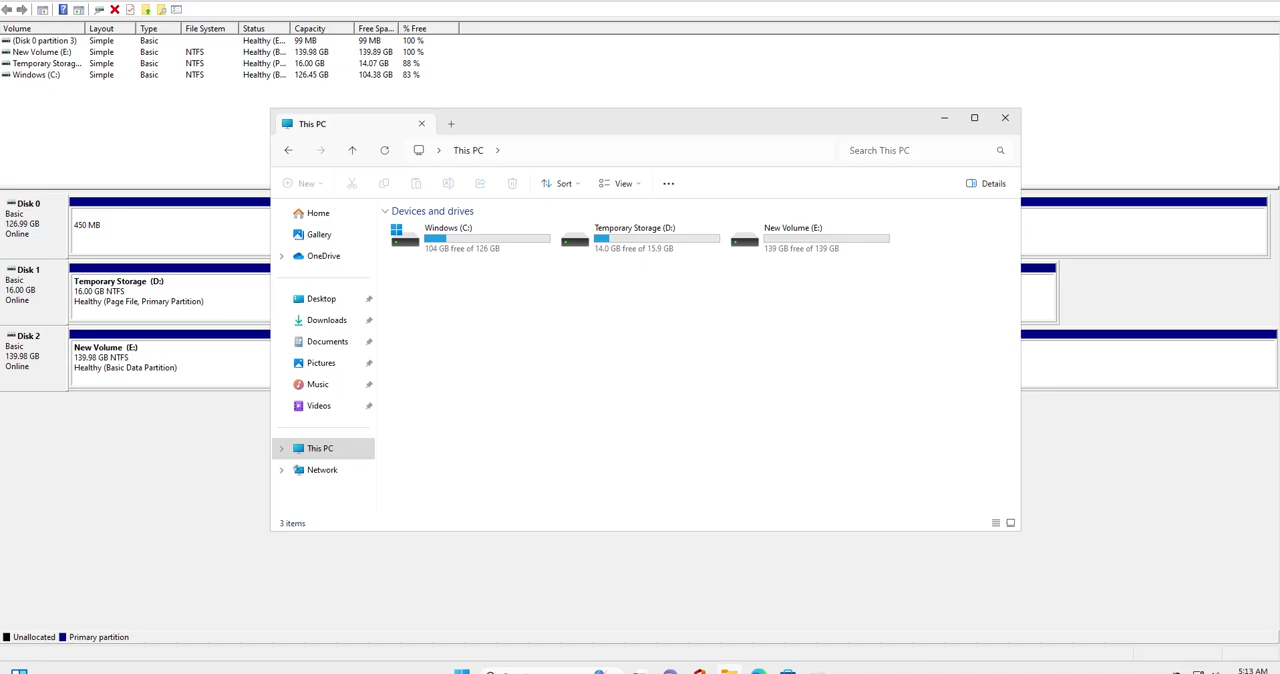 Volume Layout Type File System Status Capacity Free Spa... % Free
(Disk 0 partition 3) Simple Basic Healthy (E... 99 MB 99 MB 100 %
New Volume (E:) Simple Basic NTFS Healthy (B... 139.98 GB 139.89 GB 100 %
Temporary Storag... Simple Basic NTFS Healthy (P... 16.00 GB 14.07 GB 88 %
Windows (C:) Simple Basic NTFS Healthy (B... 126.45 GB 104.38 GB 83 %
This PC
This PC
Search This PC
New Sort View Details
Home
Gallery
OneDrive
Desktop
Downloads
Documents
Pictures
Music
Videos
This PC
Network
Devices and drives
Windows (C:)
104 GB free of 126 GB
Temporary Storage (D:)
14.0 GB free of 15.9 GB
New Volume (E:)
139 GB free of 139 GB
3 items
Disk 0
Basic
126.99 GB
Online
450 MB
Disk 1
Basic
16.00 GB
Online
Temporary Storage (D:)
16.00 GB NTFS
Healthy (Page File, Primary Partition)
Disk 2
Basic
139.98 GB
Online
New Volume (E:)
139.98 GB NTFS
Healthy (Basic Data Partition)
Unallocated Primary partition
5:13 AM